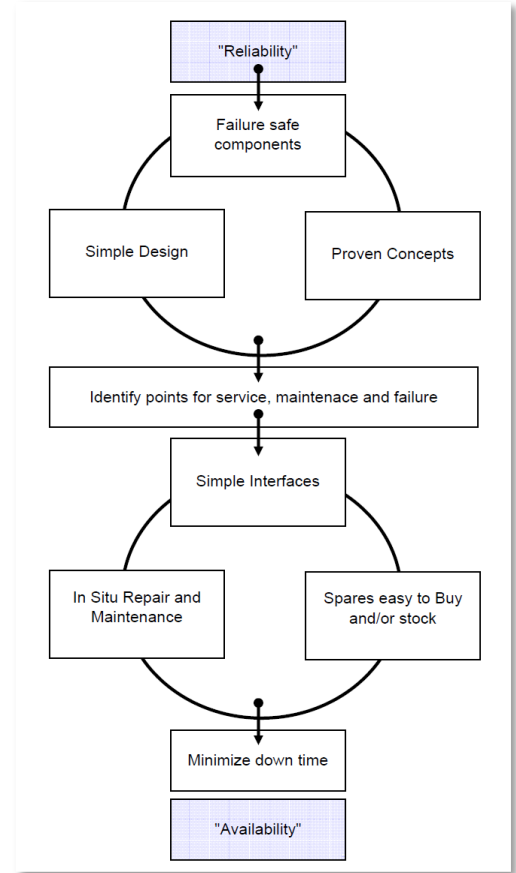 "Reliability"
Failure safe
components
Simple Design
Proven Concepts
Identify points for service, maintenace and failure
Simple Interfaces
In Situ Repair and
Maintenance
Spares easy to Buy
and/or stock
Minimize down time
"Availability"